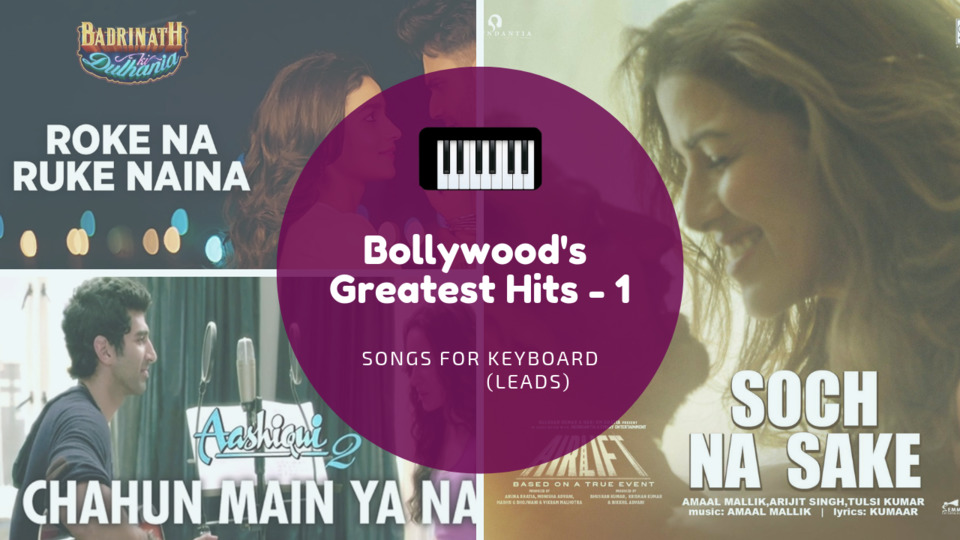 BADRINATH
ki
Dulhania
ROKE NA
RUKE NAINA
Bollywood's
Greatest Hits - 1
SONGS FOR KEYBOARD
(LEADS)
Aashiqui
2
CHAHUN MAIN YA NA
BASED ON A TRUE EVENT
SOCH
NA SAKE
AMAAL MALLIK,ARIJIT SINGH,TULSI KUMAR
music: AMAAL MALLIK | lyrics: KUMAAR